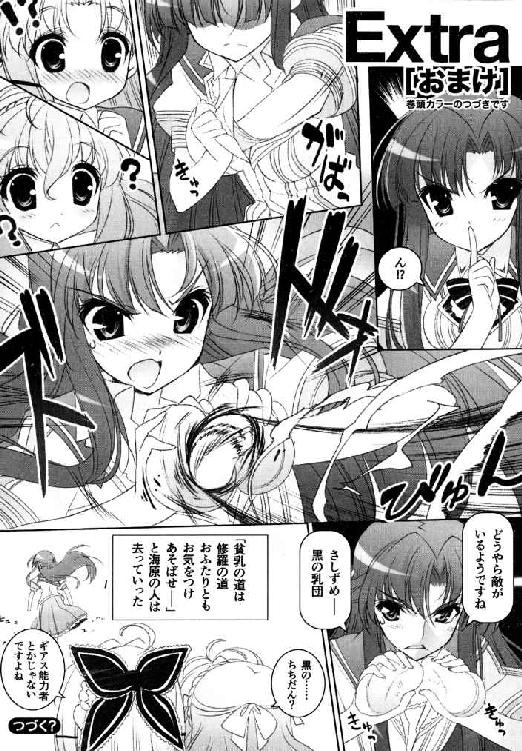 Extra
[おまけ]
巻頭カラーのつづきです
ん!?
がばっ
きゅっ
?
?
?
?
ドドッ
びゅん
どうやら敵が
いるようですね
さしずめ──
黒の乳団
きゅっ
きゅっ
「貧乳の道は
修羅の道
おふたりとも
お気をつけ
あそばせ──」
と海原の人は
去っていった
黒の……
ちちだん?
ギアス能力者
とかじゃない
ですよね
つづく?